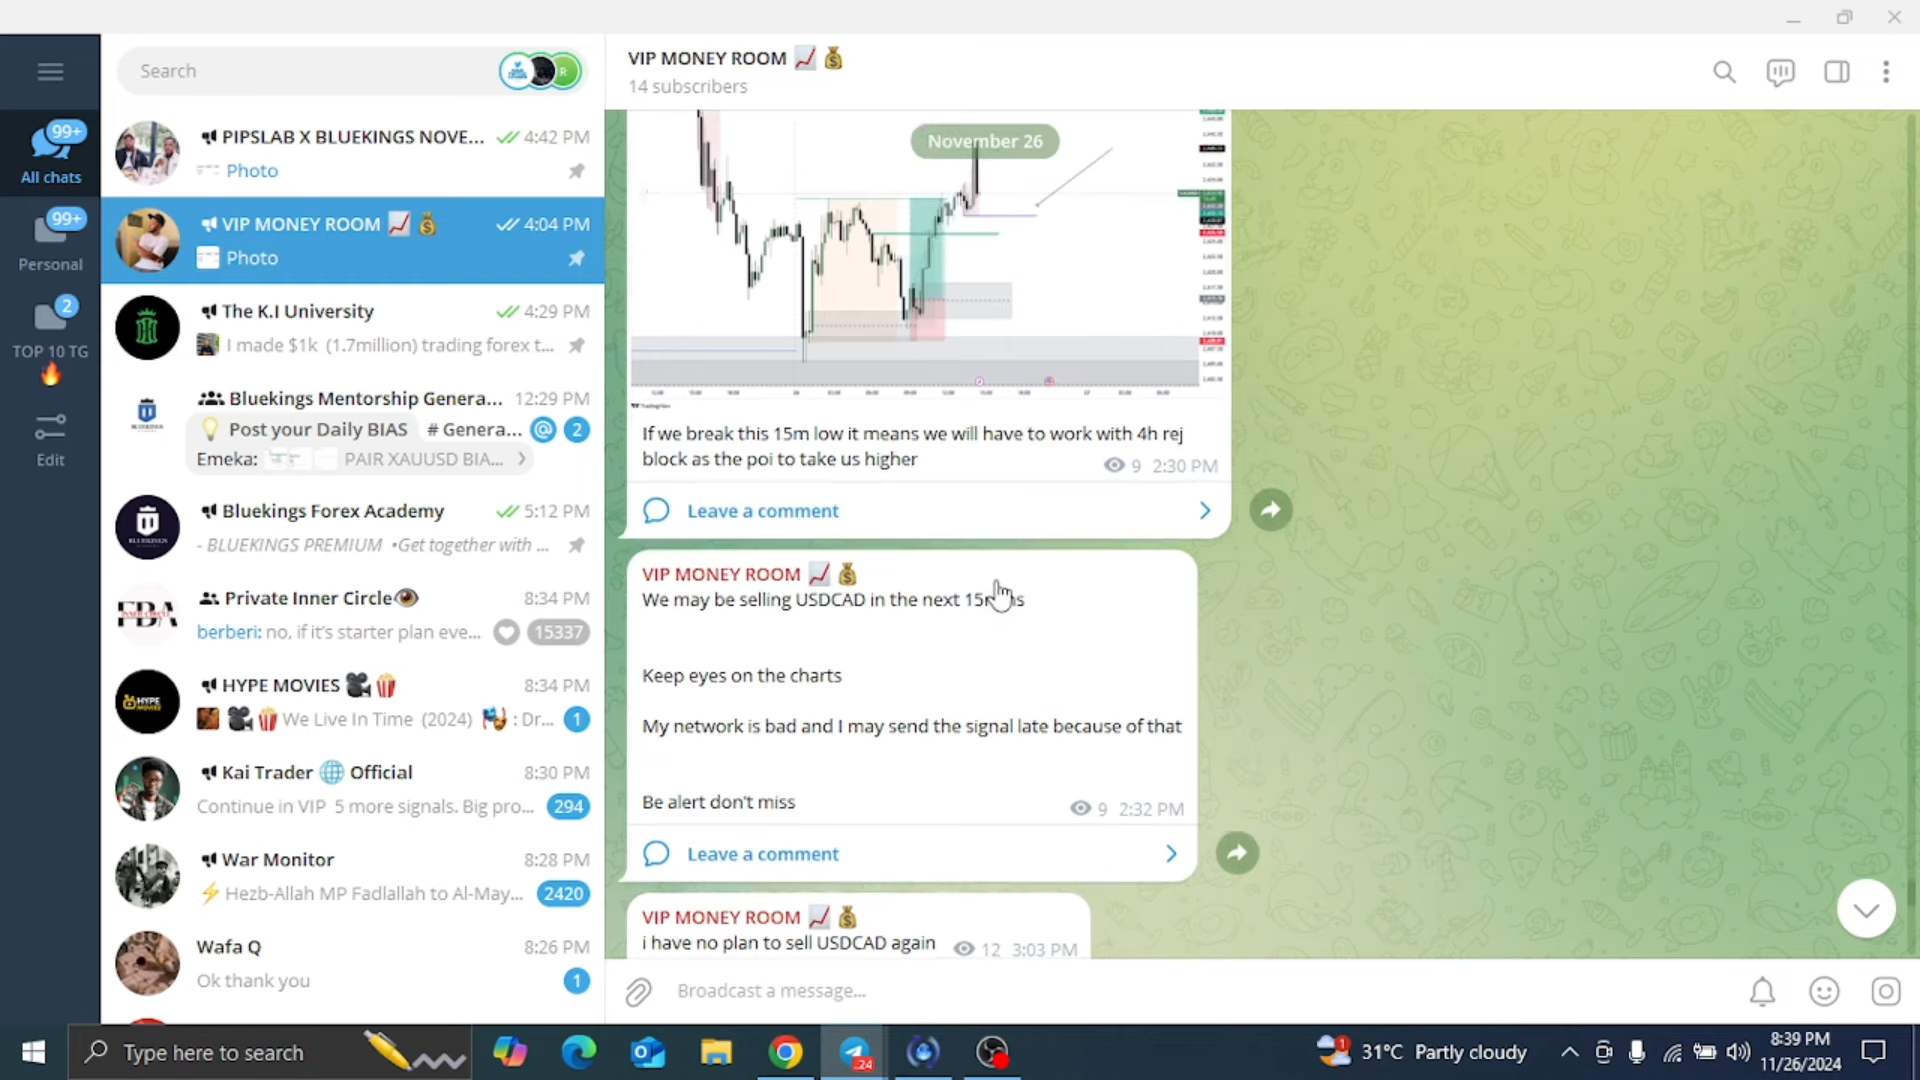 Search
R
99+
All chats
99+
Personal
2
TOP 10 TG
🔥
Edit
PIPSLAB X BLUEKINGS NOVE... 4:42 PM
Photo
VIP MONEY ROOM 📈 💰 4:04 PM
Photo
The K.I University 4:29 PM
I made $1k (1.7million) trading forex t...
Bluekings Mentorship Genera... 12:29 PM
💡 Post your Daily BIAS # Genera... @ 2
Emeka: PAIR XAUUSD BIA...
Bluekings Forex Academy 5:12 PM
- BLUEKINGS PREMIUM •Get together with ...
Private Inner Circle👁 8:34 PM
berberi: no, if it's starter plan eve... 15337
HYPE MOVIES 🎥🍿 8:34 PM
🎥🍿We Live In Time (2024) 🎭 : Dr... 1
Kai Trader 🌐 Official 8:30 PM
Continue in VIP 5 more signals. Big pro... 294
War Monitor 8:28 PM
⚡Hezb-Allah MP Fadlallah to Al-May... 2420
Wafa Q 8:26 PM
Ok thank you 1
VIP MONEY ROOM 📈 💰
14 subscribers
November 26
TradingView
If we break this 15m low it means we will have to work with 4h rej
block as the poi to take us higher 9 2:30 PM
Leave a comment
VIP MONEY ROOM 📈 💰
We may be selling USDCAD in the next
Keep eyes on the charts
My network is bad and I may send the signal late because of that
Be alert don't miss 9 2:32 PM
Leave a comment
VIP MONEY ROOM 📈 💰
i have no plan to sell USDCAD again 12 3:03 PM
Broadcast a message...
Type here to search
24
1
31°C Partly cloudy
8:39 PM
11/26/2024